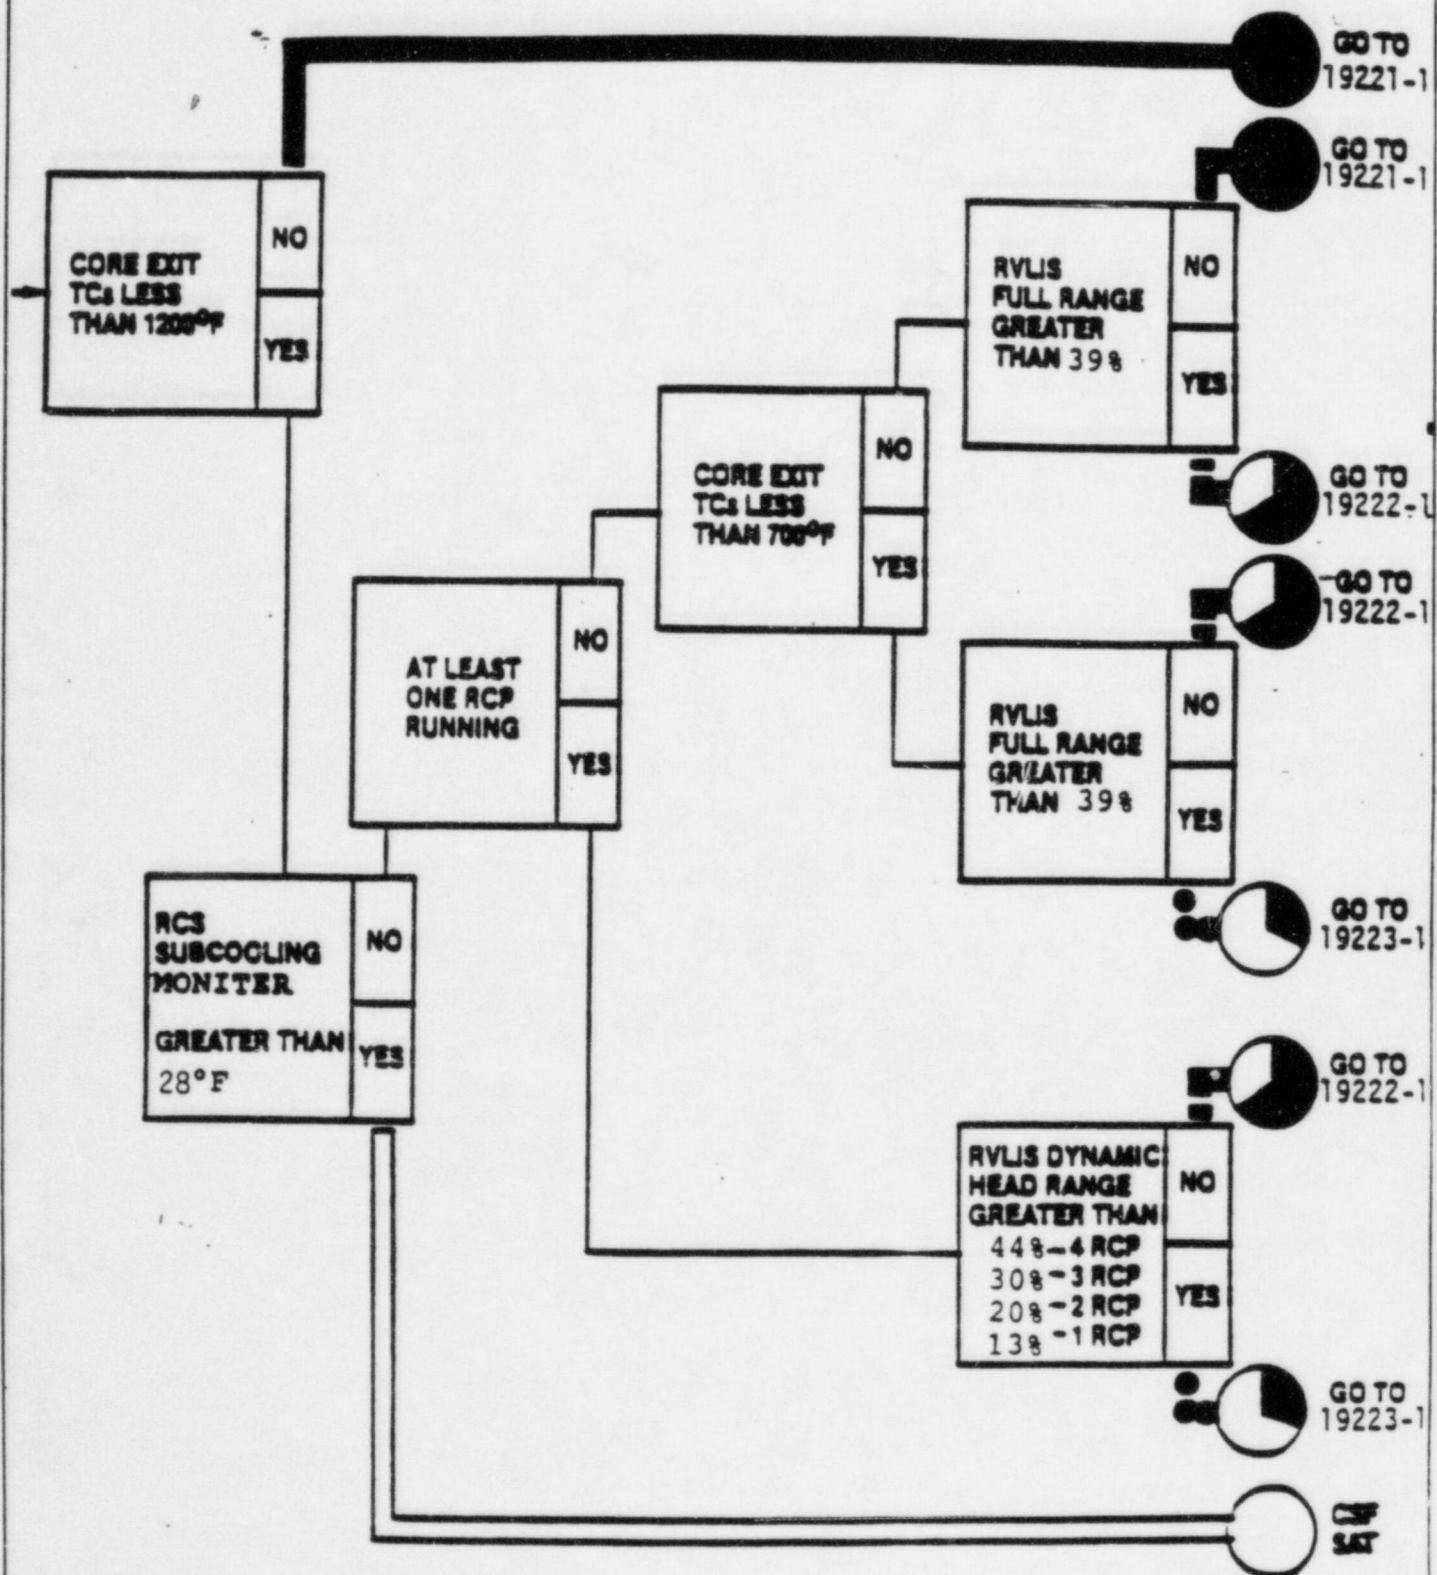 GO TO
19221-1
GO TO
19221-1
CORE EXIT
TCs LESS
THAN 1200°F
NO
YES
RVLIS
FULL RANGE
GREATER
THAN 39%
NO
YES
GO TO
19222-1
CORE EXIT
TCs LESS
THAN 700°F
NO
YES
GO TO
19222-1
AT LEAST
ONE RCP
RUNNING
NO
YES
RVLIS
FULL RANGE
GREATER
THAN 39%
NO
YES
GO TO
19223-1
RCS
SUBCOOLING
MONITER
GREATER THAN
28°F
NO
YES
GO TO
19222-1
RVLIS DYNAMIC
HEAD RANGE
GREATER THAN
44%-4 RCP
30%-3 RCP
20%-2 RCP
13%-1 RCP
NO
YES
GO TO
19223-1
CSF
SAT